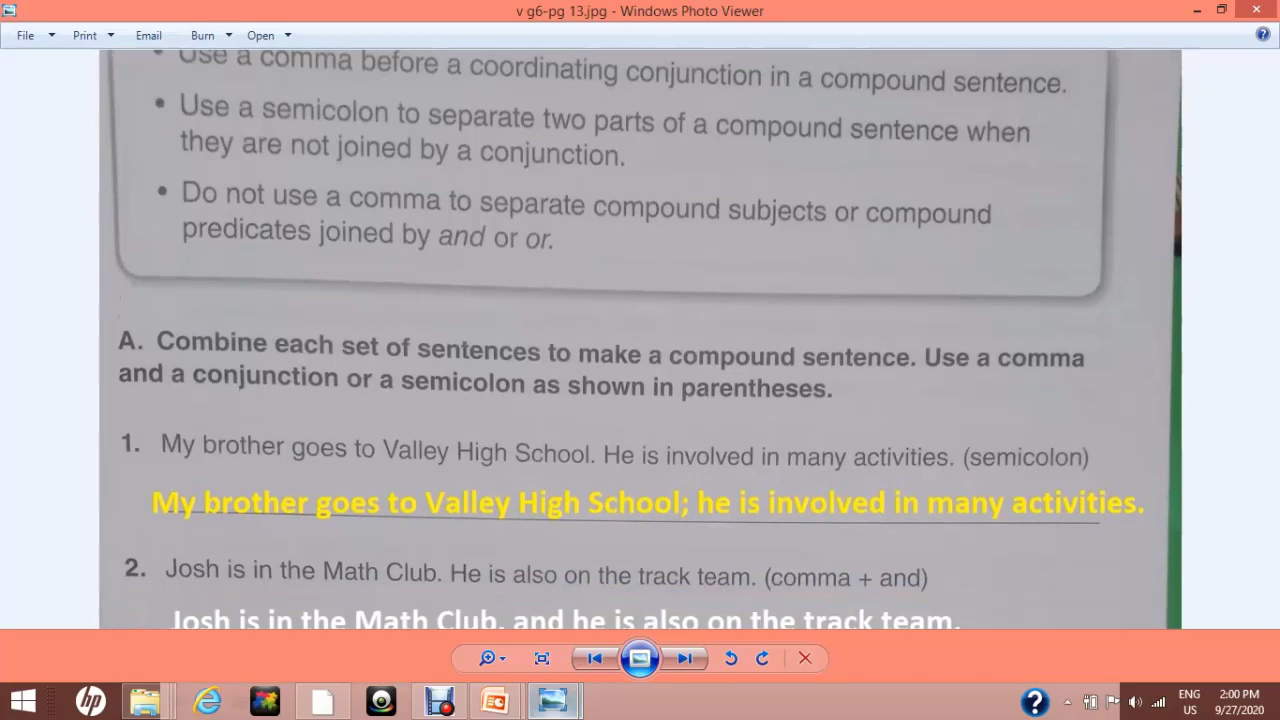 v g6-pg 13.jpg - Windows Photo Viewer
File Print Email Burn Open
• Use a comma before a coordinating conjunction in a compound sentence.
• Use a semicolon to separate two parts of a compound sentence when
they are not joined by a conjunction.
• Do not use a comma to separate compound subjects or compound
predicates joined by and or or.
A. Combine each set of sentences to make a compound sentence. Use a comma
and a conjunction or a semicolon as shown in parentheses.
1. My brother goes to Valley High School. He is involved in many activities. (semicolon)
My brother goes to Valley High School; he is involved in many activities.
2. Josh is in the Math Club. He is also on the track team. (comma + and)
Josh is in the Math Club, and he is also on the track team.
hp
ENG 2:00 PM
US 9/27/2020